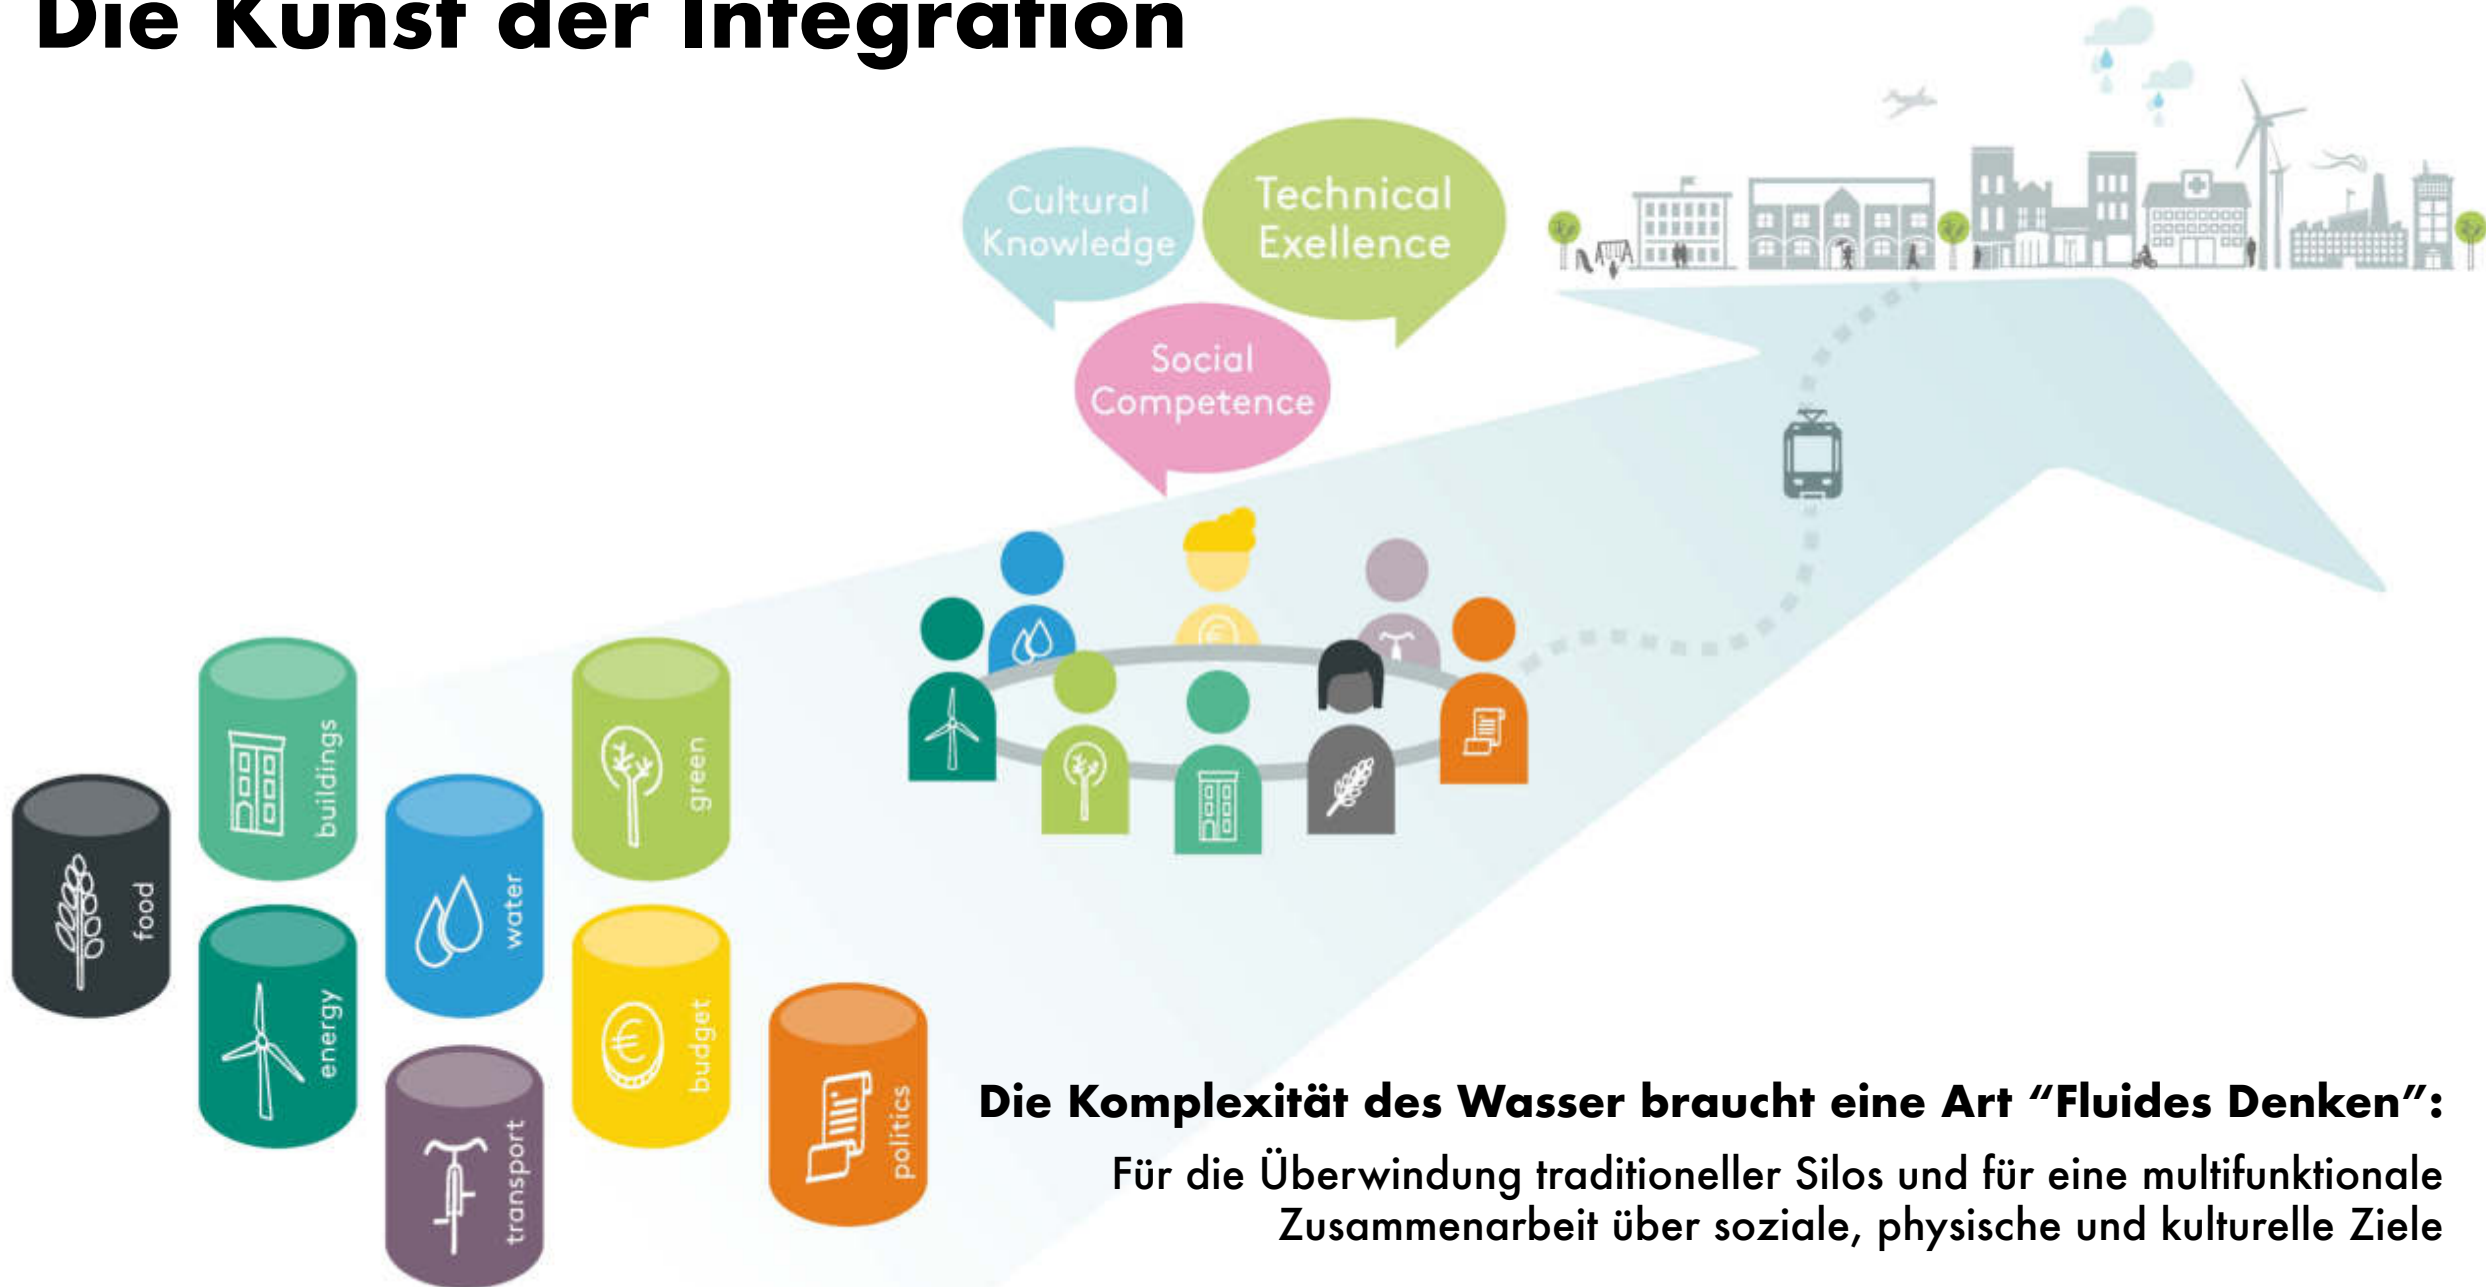 Die Kunst der Integration
Cultural
Knowledge
Technical
Exellence
Social
Competence
buildings
green
food
water
energy
budget
transport
politics
Die Komplexität des Wasser braucht eine Art “Fluides Denken”:
Für die Überwindung traditioneller Silos und für eine multifunktionale
Zusammenarbeit über soziale, physische und kulturelle Ziele